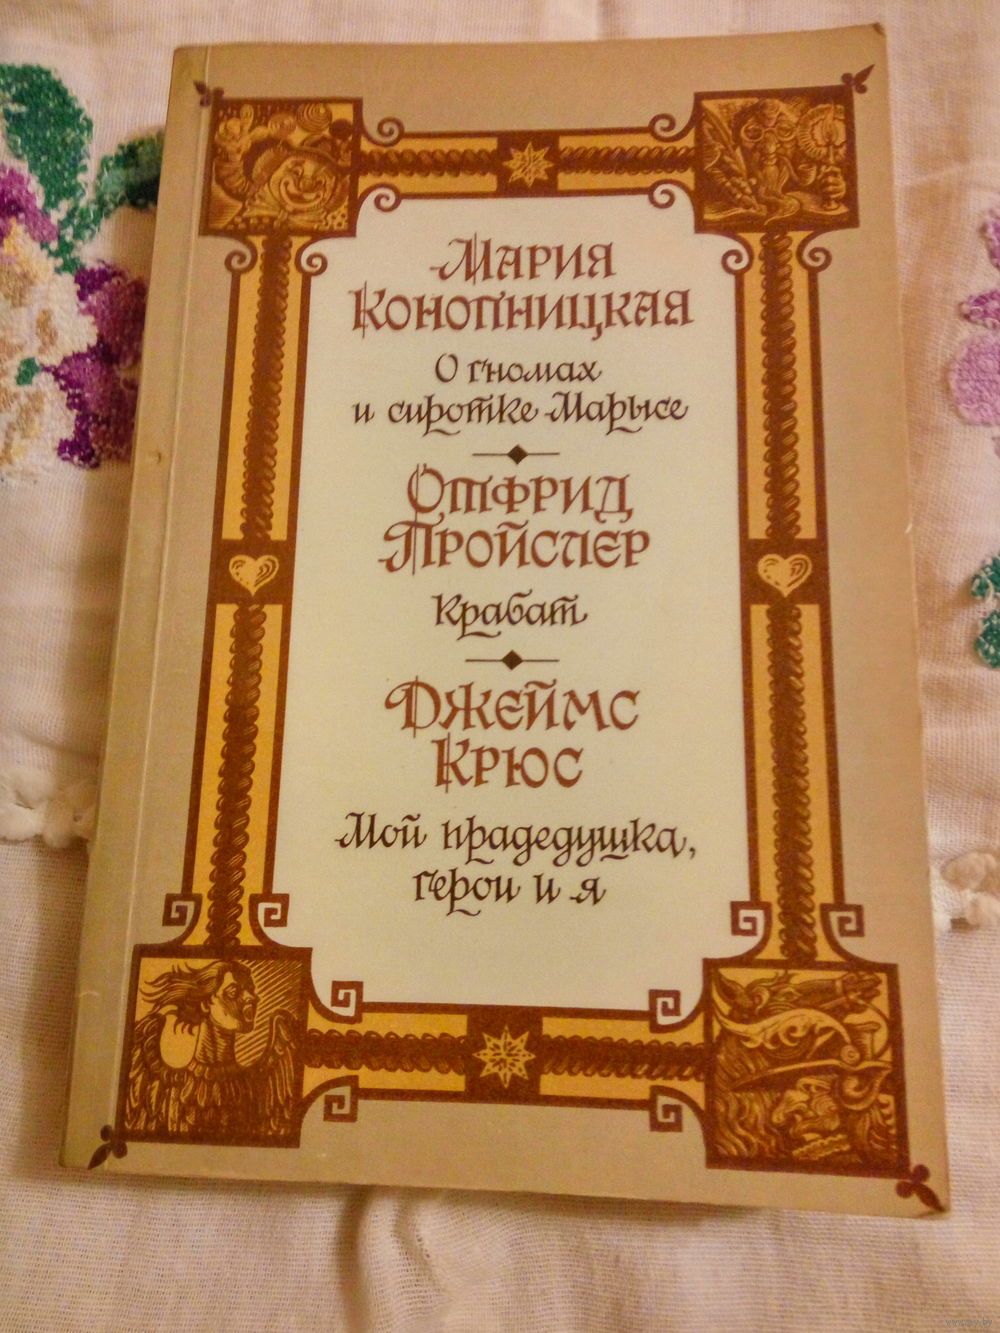 Мария
Конопницкая
О гномах
и сиротке Марысе
Отфрид
Пройслер
Крабат
Джеймс
Крюс
Мой прадедушка,
герои и я